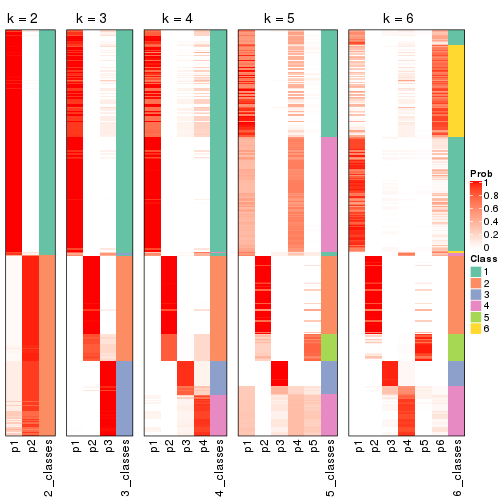 k = 2
k = 3
k = 4
k = 5
k = 6
Prob
1
0.8
0.6
0.4
0.2
0
Class
1
2
3
4
5
6
p1
p2
2_classes
p1
p2
p3
3_classes
p1
p2
p3
p4
4_classes
p1
p2
p3
p4
p5
5_classes
p1
p2
p3
p4
p5
p6
6_classes